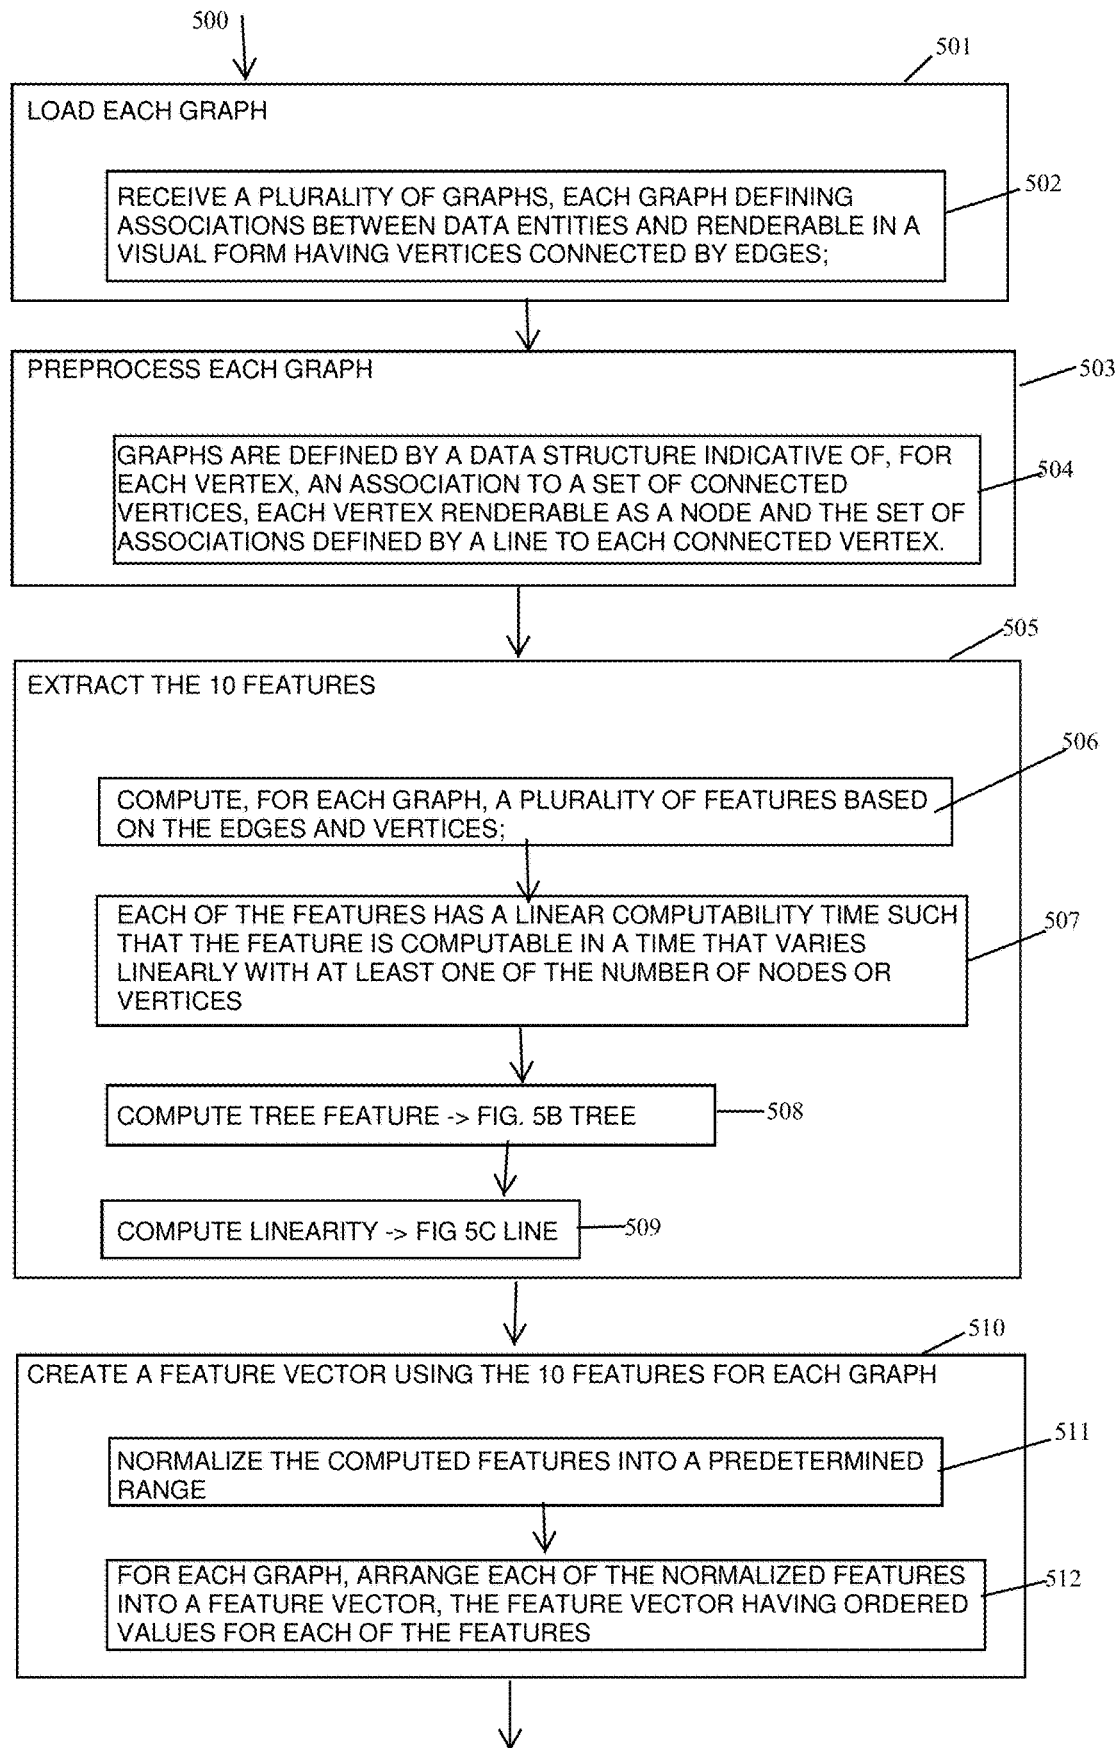 500
501
LOAD EACH GRAPH
RECEIVE A PLURALITY OF GRAPHS, EACH GRAPH DEFINING
ASSOCIATIONS BETWEEN DATA ENTITIES AND RENDERABLE IN A
VISUAL FORM HAVING VERTICES CONNECTED BY EDGES;
502
PREPROCESS EACH GRAPH
503
GRAPHS ARE DEFINED BY A DATA STRUCTURE INDICATIVE OF, FOR
EACH VERTEX, AN ASSOCIATION TO A SET OF CONNECTED
VERTICES, EACH VERTEX RENDERABLE AS A NODE AND THE SET OF
ASSOCIATIONS DEFINED BY A LINE TO EACH CONNECTED VERTEX.
504
505
EXTRACT THE 10 FEATURES
506
COMPUTE, FOR EACH GRAPH, A PLURALITY OF FEATURES BASED
ON THE EDGES AND VERTICES;
EACH OF THE FEATURES HAS A LINEAR COMPUTABILITY TIME SUCH
THAT THE FEATURE IS COMPUTABLE IN A TIME THAT VARIES
LINEARLY WITH AT LEAST ONE OF THE NUMBER OF NODES OR
VERTICES
507
COMPUTE TREE FEATURE -> FIG. 5B TREE
508
COMPUTE LINEARITY -> FIG 5C LINE
509
510
CREATE A FEATURE VECTOR USING THE 10 FEATURES FOR EACH GRAPH
511
NORMALIZE THE COMPUTED FEATURES INTO A PREDETERMINED
RANGE
FOR EACH GRAPH, ARRANGE EACH OF THE NORMALIZED FEATURES
INTO A FEATURE VECTOR, THE FEATURE VECTOR HAVING ORDERED
VALUES FOR EACH OF THE FEATURES
512